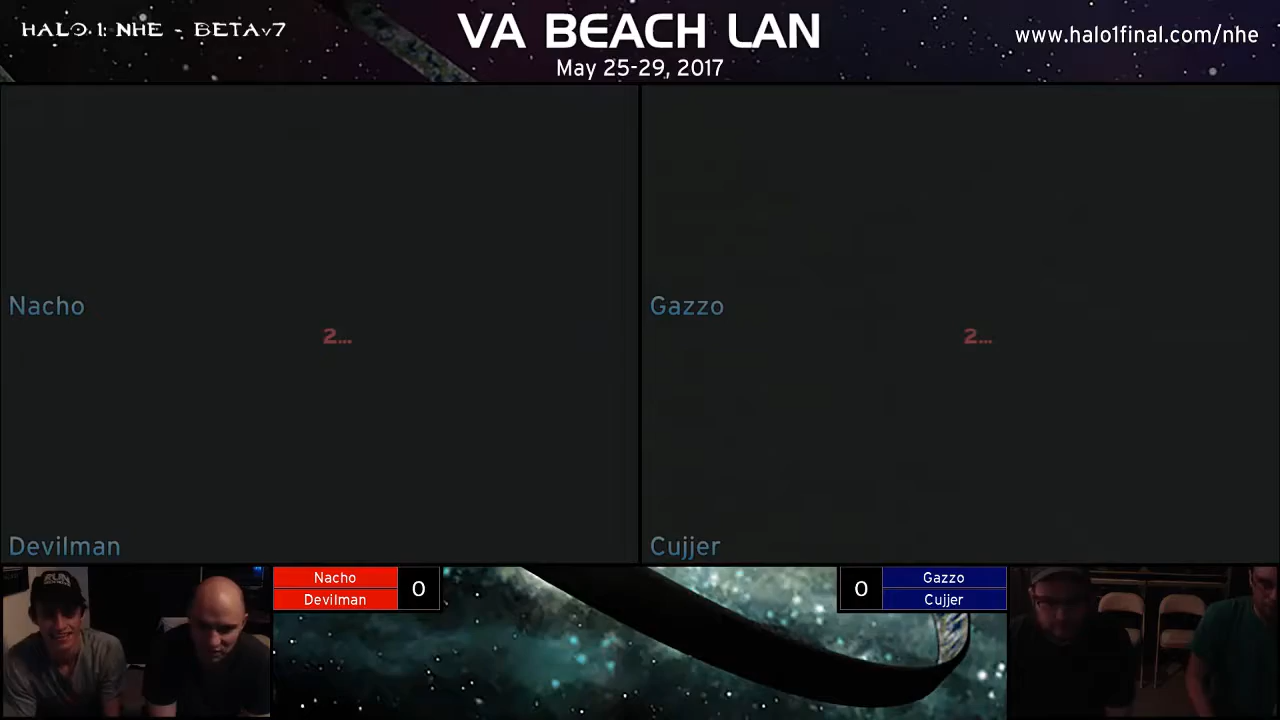 HALO 1: NHE - BETAv7
VA BEACH LAN
May 25-29, 2017
www.halo1final.com/nhe
Nacho
2...
Devilman
Gazzo
2...
Cujjer
RUN
Nacho
Devilman
0
0
Gazzo
Cujjer